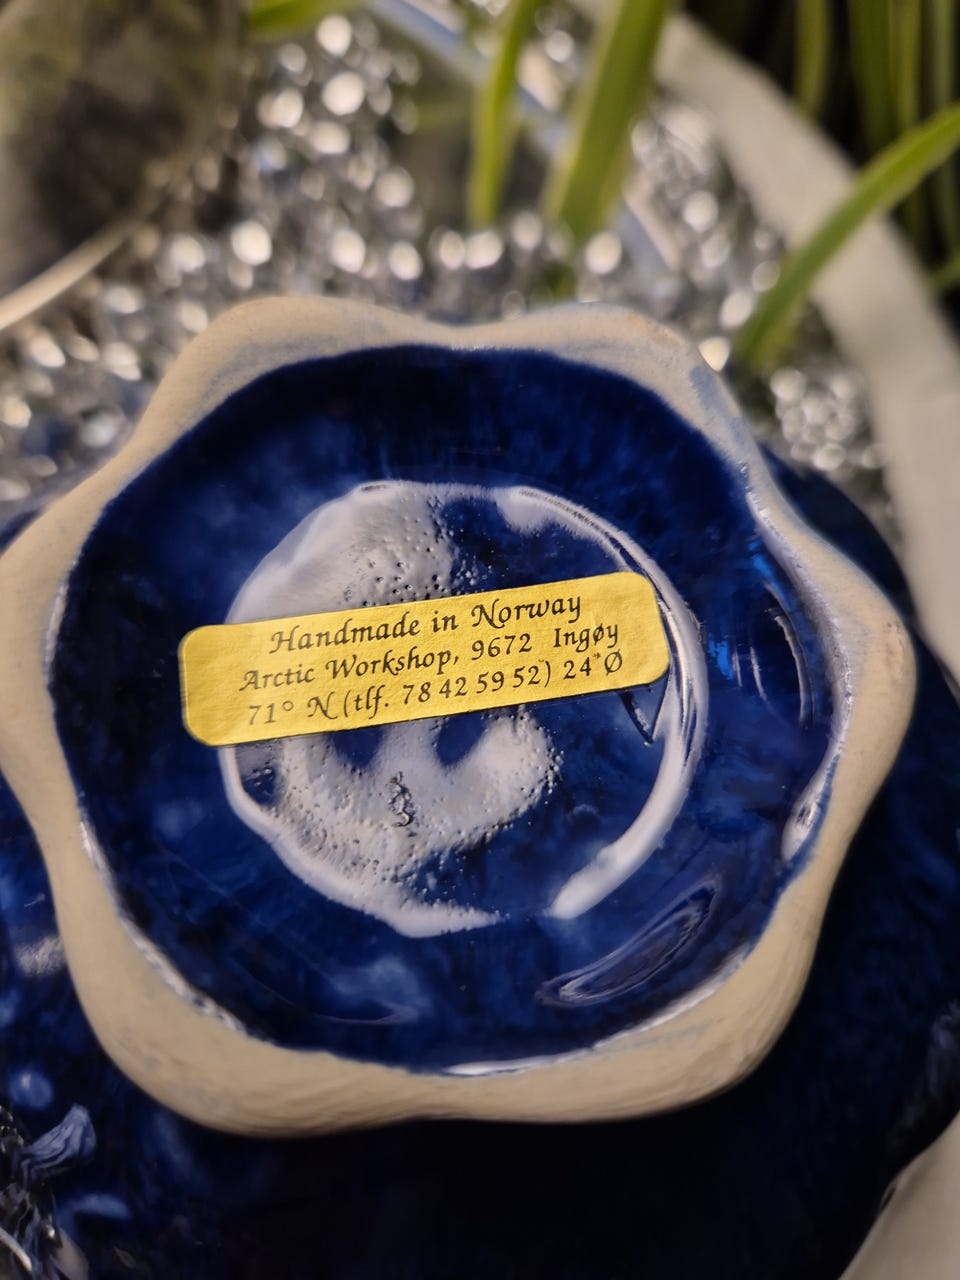 Handmade in Norway
Arctic Workshop, 9672 Ingøy
71° N (tlf. 78 42 59 52) 24°Ø